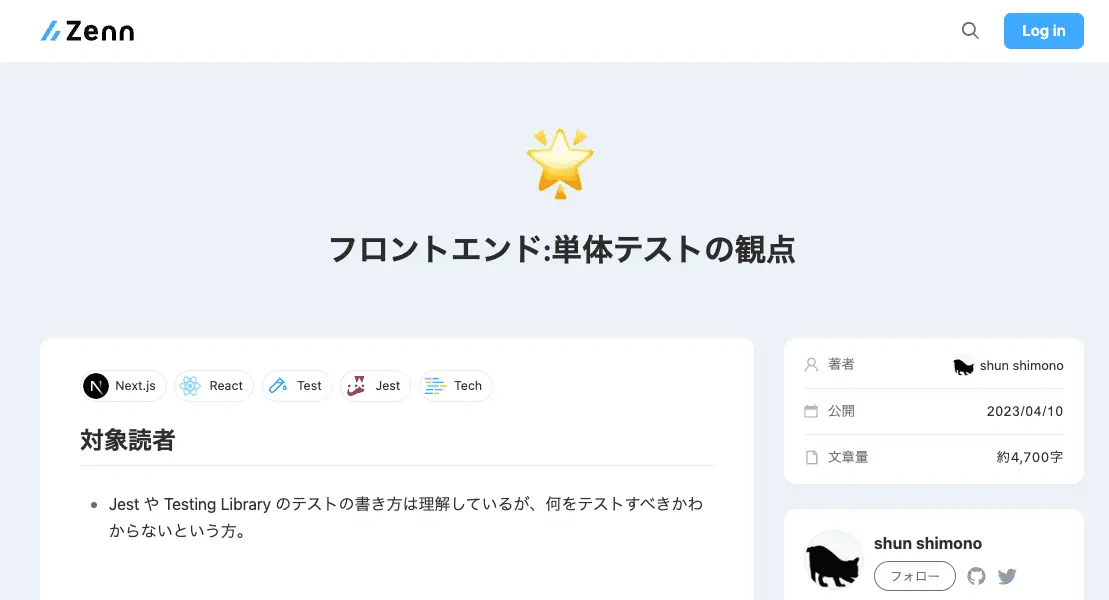 Zenn
Log in
フロントエンド:単体テストの観点
Next.js
React
Test
Jest
Tech
対象読者
Jest や Testing Library のテストの書き方は理解しているが、何をテストすべきかわ
からないという方。
著者
shun shimono
公開
2023/04/10
文章量
約4,700字
shun shimono
フォロー